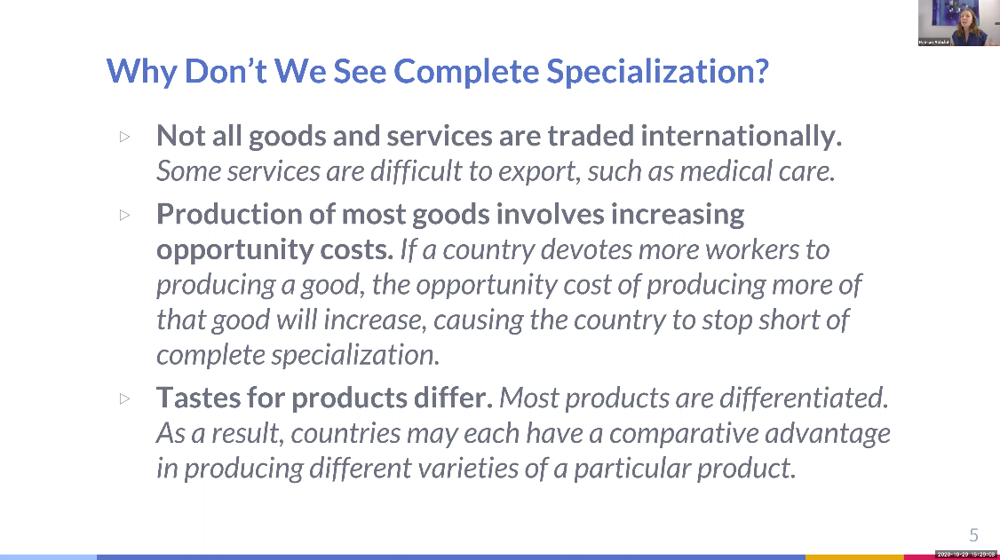 Why Don’t We See Complete Specialization?
Not all goods and services are traded internationally.
Some services are difficult to export, such as medical care.
Production of most goods involves increasing
opportunity costs. If a country devotes more workers to
producing a good, the opportunity cost of producing more of
that good will increase, causing the country to stop short of
complete specialization.
Tastes for products differ. Most products are differentiated.
As a result, countries may each have a comparative advantage
in producing different varieties of a particular product.
5
2020-10-29 15:29:08